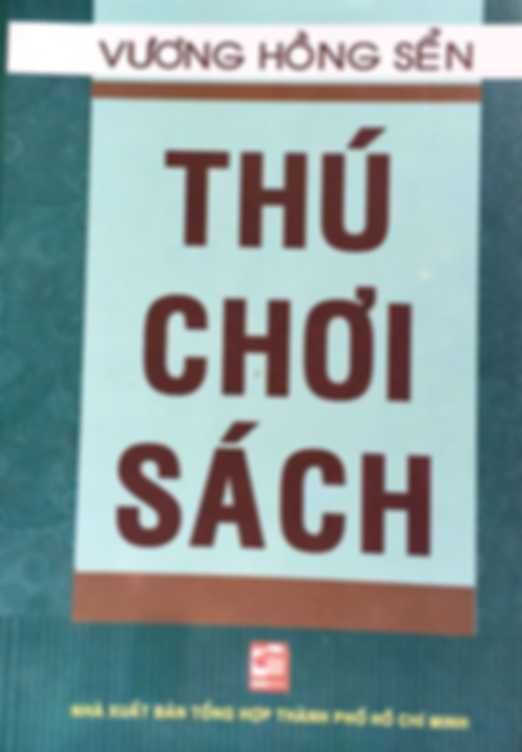 VƯƠNG HỒNG SỂN
THÚ
CHƠI
SÁCH
NHÀ XUẤT BẢN TỔNG HỢP THÀNH PHỐ HỒ CHÍ MINH